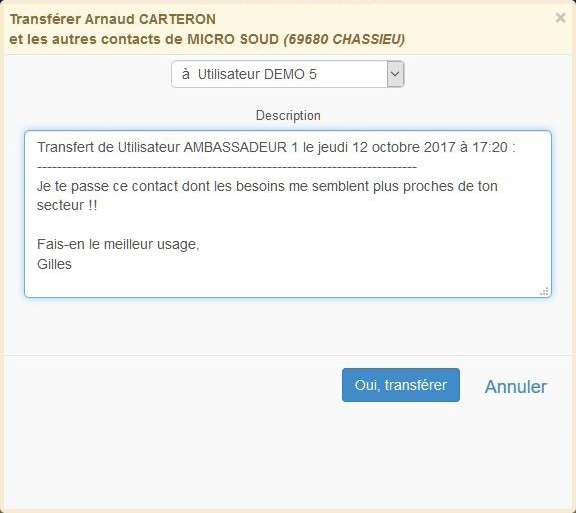 Transférer Arnaud CARTERON ×
et les autres contacts de MICRO SOUD (69680 CHASSIEU)
à Utilisateur DEMO 5
Description
Transfert de Utilisateur AMBASSADEUR 1 le jeudi 12 octobre 2017 à 17:20 :
----------------------------------------------------------------------------
Je te passe ce contact dont les besoins me semblent plus proches de ton
secteur !!
Fais-en le meilleur usage,
Gilles
Oui, transférer Annuler